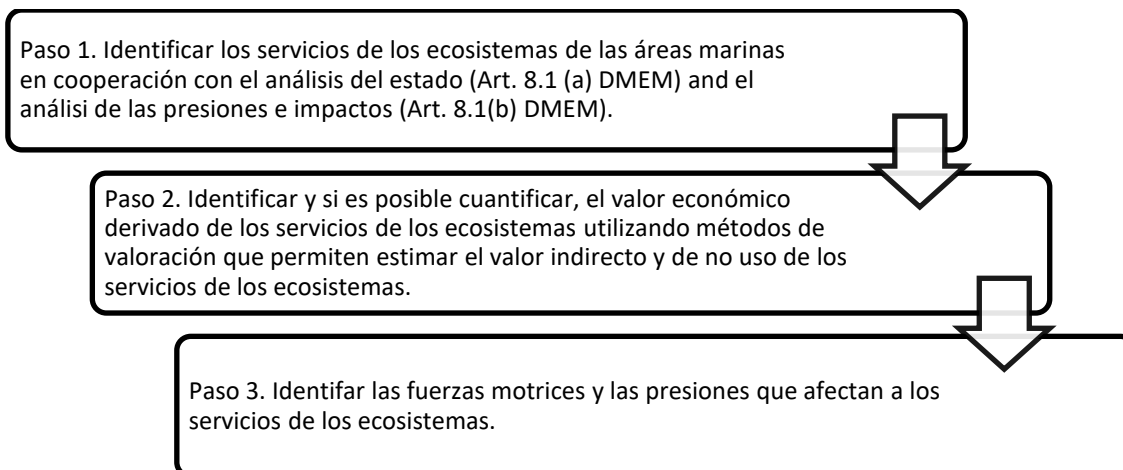 Paso 1. Identificar los servicios de los ecosistemas de las áreas marinas
en cooperación con el análisis del estado (Art. 8.1 (a) DMEM) and el
análisi de las presiones e impactos (Art. 8.1(b) DMEM).
Paso 2. Identificar y si es posible cuantificar, el valor económico
derivado de los servicios de los ecosistemas utilizando métodos de
valoración que permiten estimar el valor indirecto y de no uso de los
servicios de los ecosistemas.
Paso 3. Identifar las fuerzas motrices y las presiones que afectan a los
servicios de los ecosistemas.